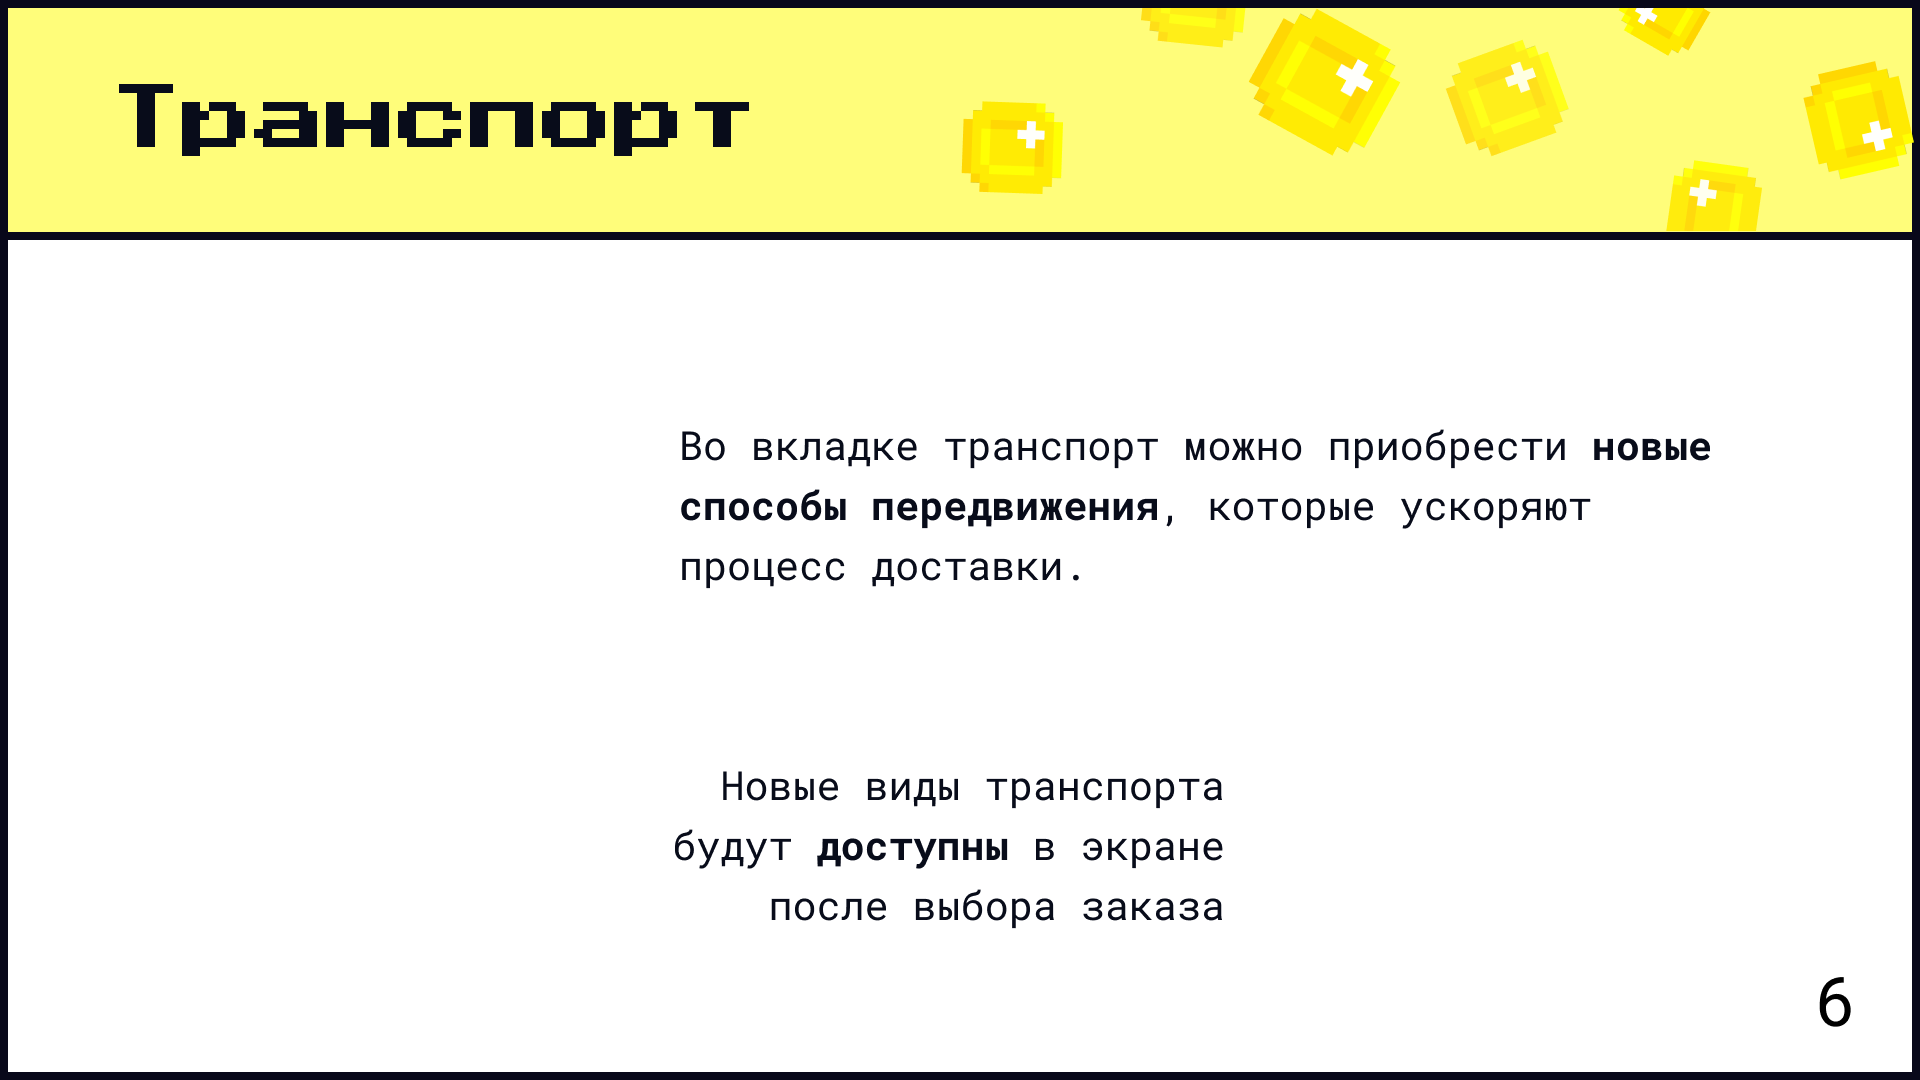 Транспорт
Во вкладке транспорт можно приобрести новые
способы передвижения, которые ускоряют
процесс доставки.
Новые виды транспорта
будут доступны в экране
после выбора заказа
6